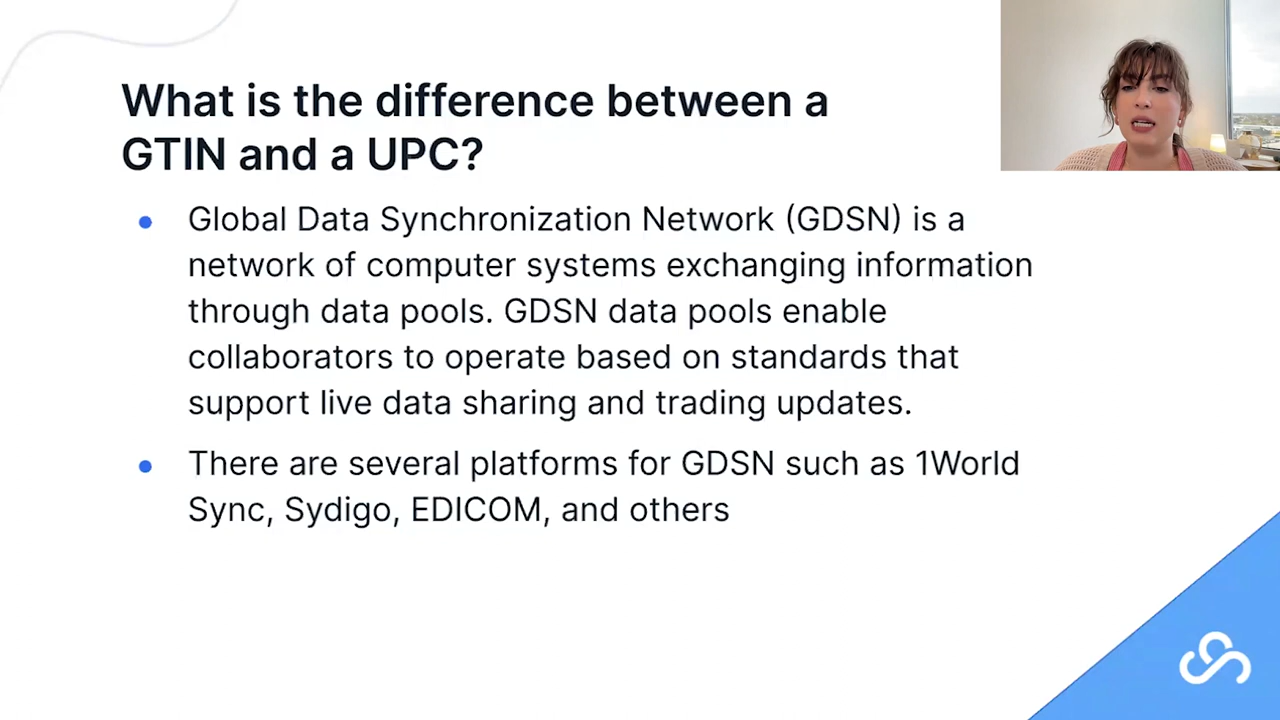 What is the difference between a
GTIN and a UPC?
Global Data Synchronization Network (GDSN) is a
network of computer systems exchanging information
through data pools. GDSN data pools enable
collaborators to operate based on standards that
support live data sharing and trading updates.
There are several platforms for GDSN such as 1World
Sync, Sydigo, EDICOM, and others